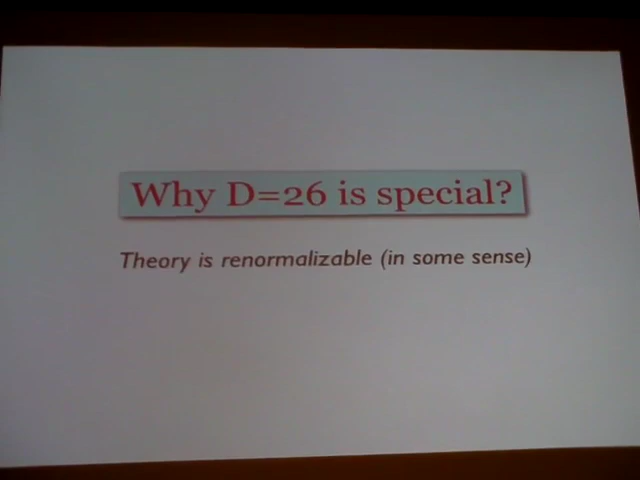 Why D=26 is special?
Theory is renormalizable (in some sense)